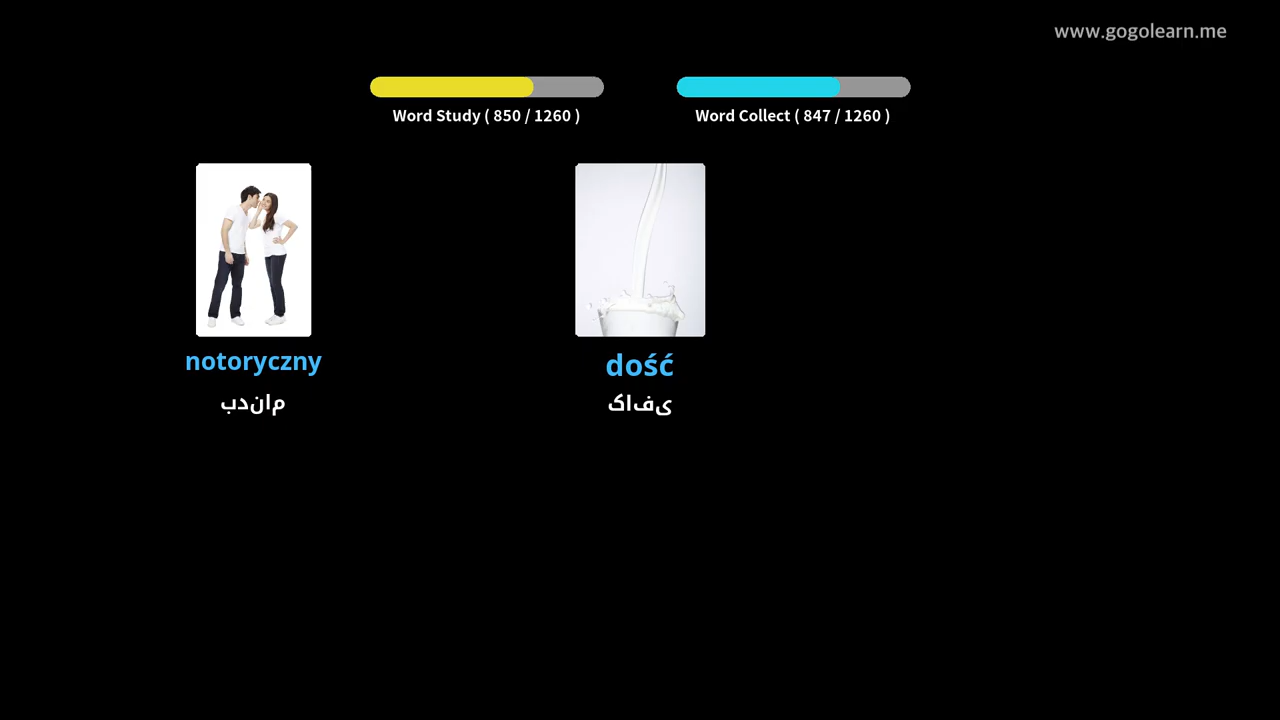 www.gogolearn.me
Word Study ( 850 / 1260 )
Word Collect ( 847 / 1260 )
notoryczny
بدنام
dość
کافی